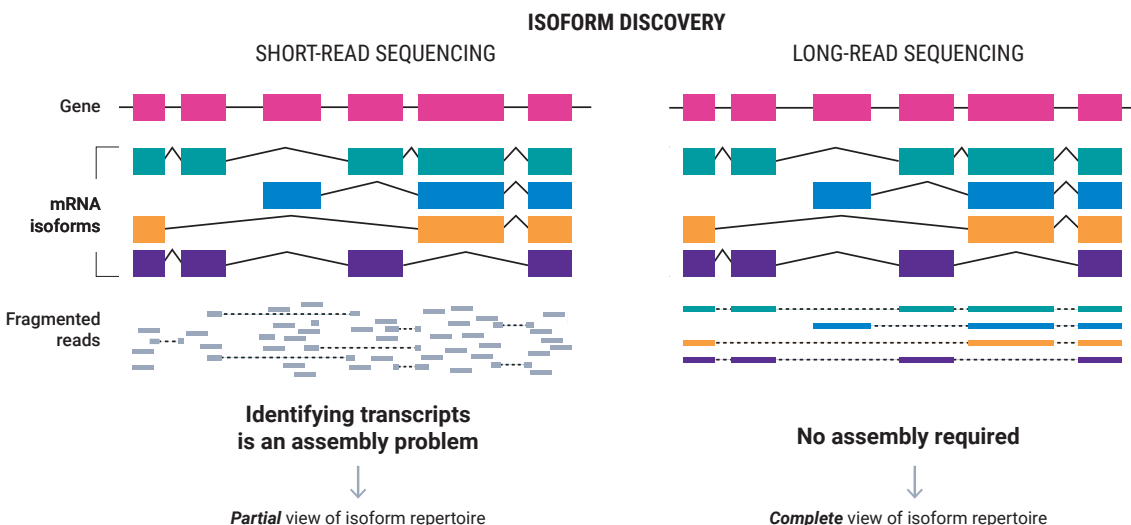 ISOFORM DISCOVERY
SHORT-READ SEQUENCING
LONG-READ SEQUENCING
Gene
mRNA
isoforms
Fragmented
reads
Identifying transcripts
is an assembly problem
No assembly required
Partial view of isoform repertoire
Complete view of isoform repertoire